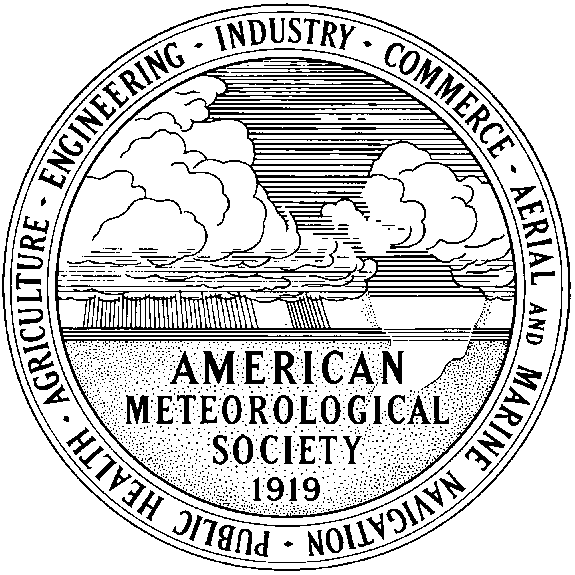 AGRICULTURE · ENGINEERING · INDUSTRY · COMMERCE · AERIAL AND MARINE NAVIGATION · PUBLIC HEALTH ·
AMERICAN
METEOROLOGICAL
SOCIETY
1919